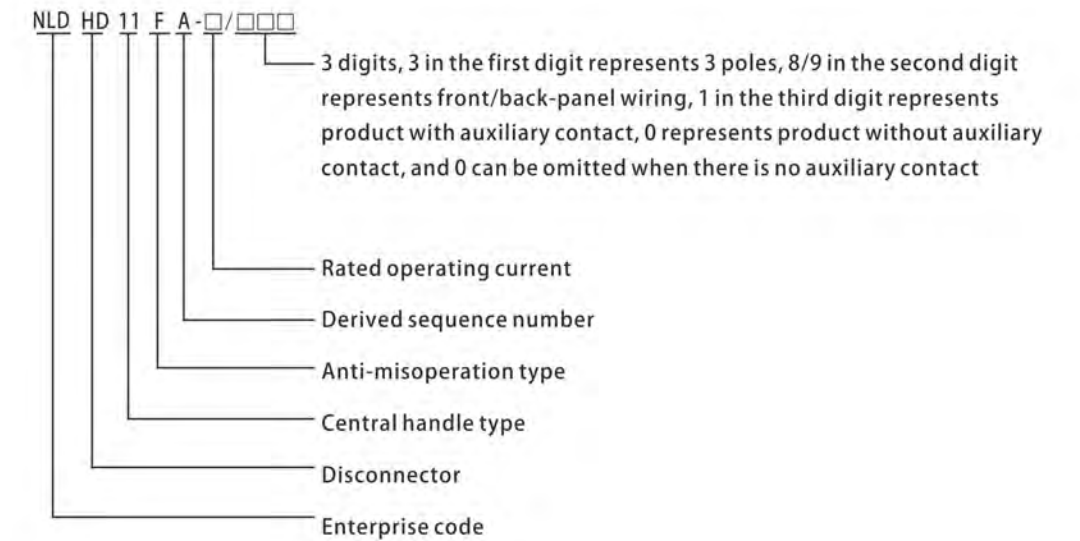 NLD HD 11 F A-□/□□□
3 digits, 3 in the first digit represents 3 poles, 8/9 in the second digit
represents front/back-panel wiring, 1 in the third digit represents
product with auxiliary contact, 0 represents product without auxiliary
contact, and 0 can be omitted when there is no auxiliary contact
Rated operating current
Derived sequence number
Anti-misoperation type
Central handle type
Disconnector
Enterprise code